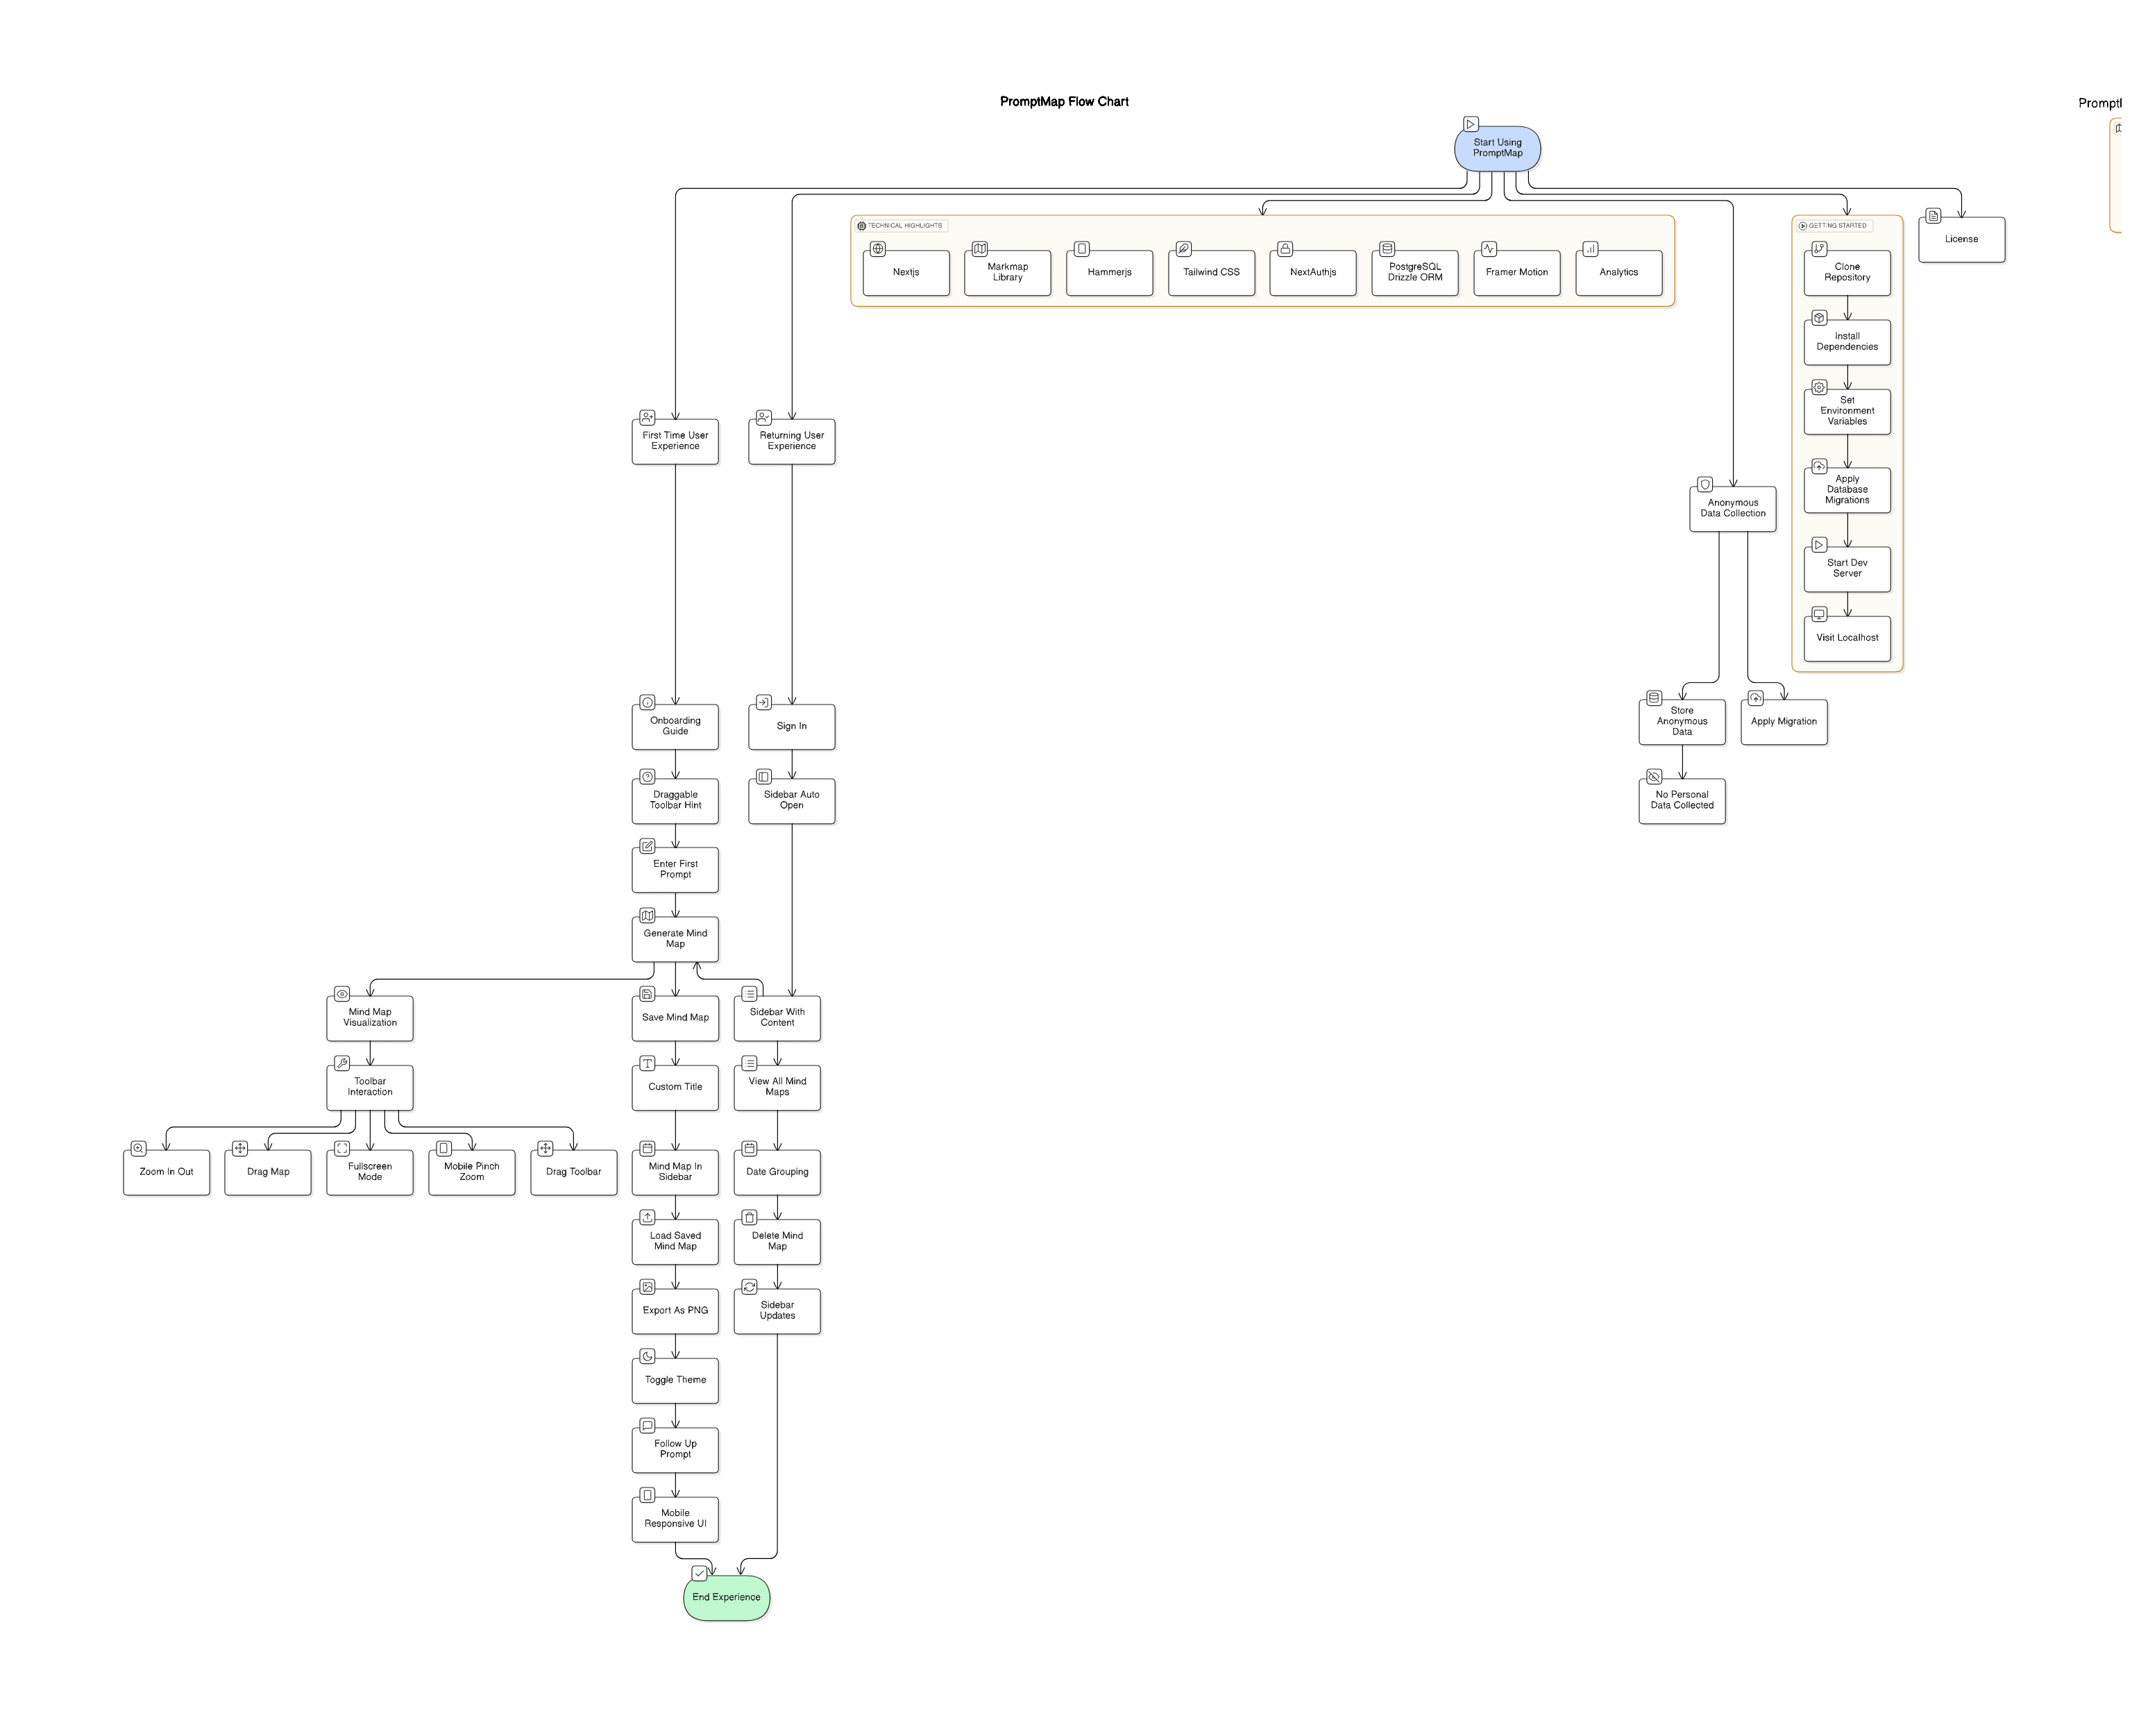 PromptMap Flow Chart
Start Using
PromptMap
TECHNICAL HIGHLIGHTS
Nextjs
Markmap
Library
Hammerjs
Tailwind CSS
NextAuthjs
PostgreSQL
Drizzle ORM
Framer Motion
Analytics
GETTING STARTED
Clone
Repository
Install
Dependencies
Set
Environment
Variables
Apply
Database
Migrations
Start Dev
Server
Visit Localhost
License
First Time User
Experience
Returning User
Experience
Anonymous
Data Collection
Store
Anonymous
Data
Apply Migration
No Personal
Data Collected
Onboarding
Guide
Sign In
Draggable
Toolbar Hint
Sidebar Auto
Open
Enter First
Prompt
Generate Mind
Map
Mind Map
Visualization
Save Mind Map
Sidebar With
Content
Toolbar
Interaction
Custom Title
View All Mind
Maps
Zoom In Out
Drag Map
Fullscreen
Mode
Mobile Pinch
Zoom
Drag Toolbar
Mind Map In
Sidebar
Date Grouping
Load Saved
Mind Map
Delete Mind
Map
Export As PNG
Sidebar
Updates
Toggle Theme
Follow Up
Prompt
Mobile
Responsive UI
End Experience